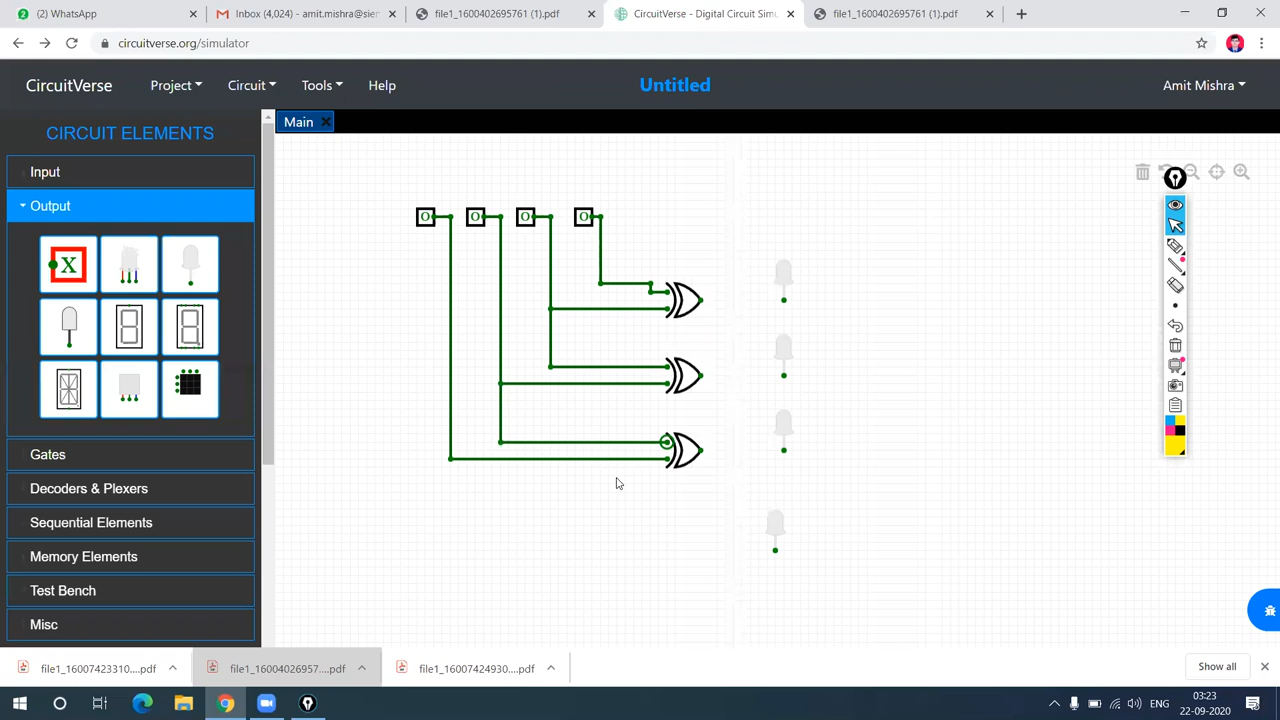 2 WhatsApp
Inbox (4,024) - amit.mishra@sier
file1_1600402695761 (1).pdf
CircuitVerse - Digital Circuit Simu
file1_1600402695761 (1).pdf
circuitverse.org/simulator
CircuitVerse
Project
Circuit
Tools
Help
Untitled
Amit Mishra
CIRCUIT ELEMENTS
Main
Input
Output
X
Gates
Decoders & Plexers
Sequential Elements
Memory Elements
Test Bench
Misc
0 0 0 0
file1_16007423310....pdf
file1_16004026957....pdf
file1_16007424930....pdf
Show all
ENG
03:23
22-09-2020